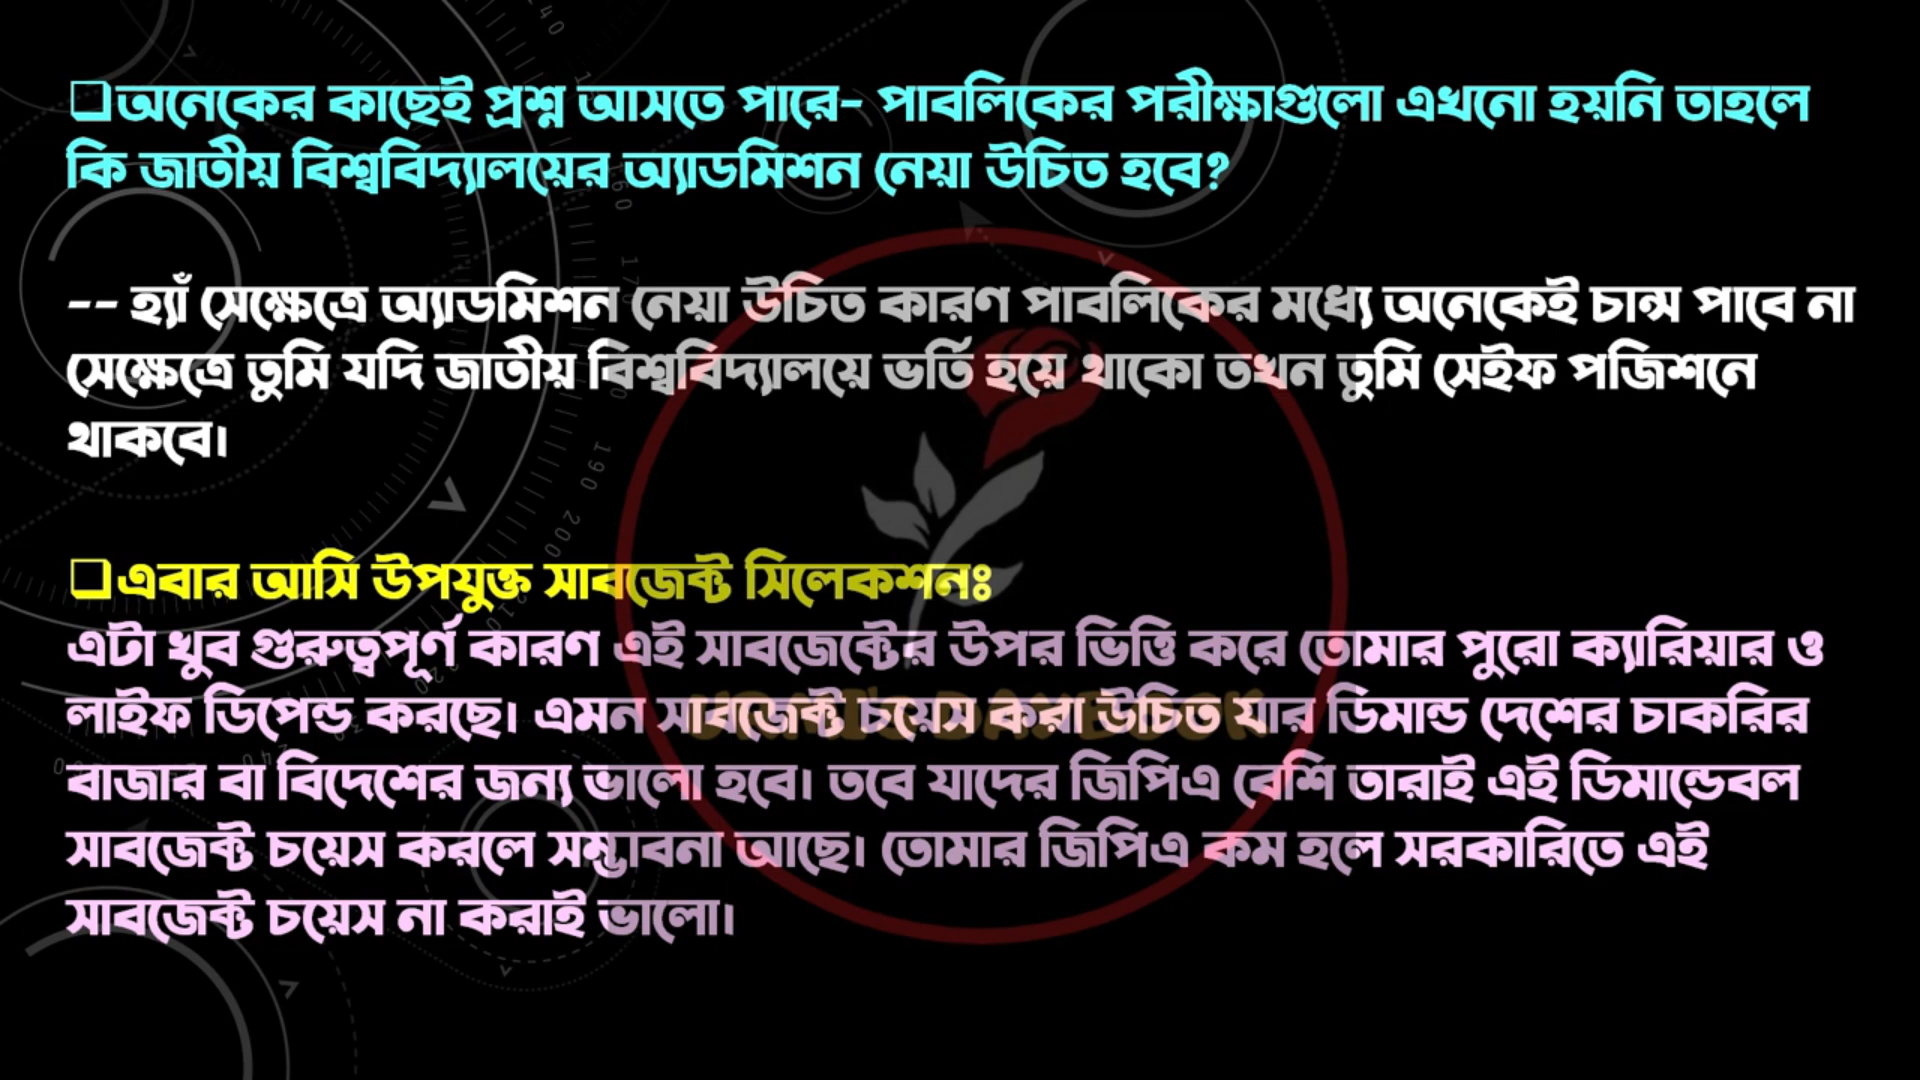 ❑অনেকের কাছেই প্রশ্ন আসতে পারে- পাবলিকের পরীক্ষাগুলো এখনো হয়নি তাহলে
কি জাতীয় বিশ্ববিদ্যালয়ের অ্যাডমিশন নেয়া উচিত হবে?
-- হ্যাঁ সেক্ষেত্রে অ্যাডমিশন নেয়া উচিত কারণ পাবলিকের মধ্যে অনেকেই চান্স পাবে না
সেক্ষেত্রে তুমি যদি জাতীয় বিশ্ববিদ্যালয়ে ভর্তি হয়ে থাকো তখন তুমি সেইফ পজিশনে
থাকবে।
❑এবার আসি উপযুক্ত সাবজেক্ট সিলেকশনঃ
এটা খুব গুরুত্বপূর্ণ কারণ এই সাবজেক্টের উপর ভিত্তি করে তোমার পুরো ক্যারিয়ার ও
লাইফ ডিপেন্ড করছে। এমন সাবজেক্ট চয়েস করা উচিত যার ডিমান্ড দেশের চাকরির
বাজার বা বিদেশের জন্য ভালো হবে। তবে যাদের জিপিএ বেশি তারাই এই ডিমান্ডেবল
সাবজেক্ট চয়েস করলে সম্ভাবনা আছে। তোমার জিপিএ কম হলে সরকারিতে এই
সাবজেক্ট চয়েস না করাই ভালো।